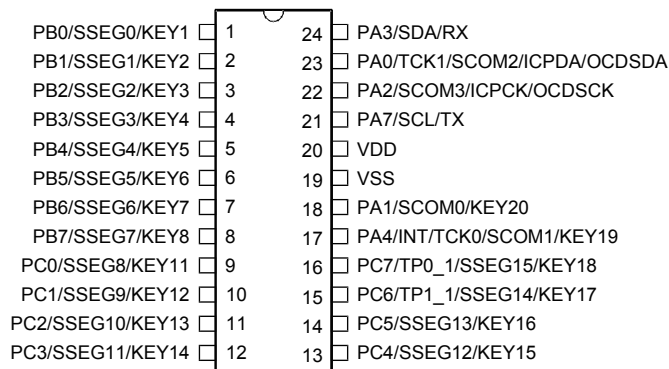 PB0/SSEG0/KEY1 1 24 PA3/SDA/RX
PB1/SSEG1/KEY2 2 23 PA0/TCK1/SCOM2/ICPDA/OCDSDA
PB2/SSEG2/KEY3 3 22 PA2/SCOM3/ICPCK/OCDSCK
PB3/SSEG3/KEY4 4 21 PA7/SCL/TX
PB4/SSEG4/KEY5 5 20 VDD
PB5/SSEG5/KEY6 6 19 VSS
PB6/SSEG6/KEY7 7 18 PA1/SCOM0/KEY20
PB7/SSEG7/KEY8 8 17 PA4/INT/TCK0/SCOM1/KEY19
PC0/SSEG8/KEY11 9 16 PC7/TP0_1/SSEG15/KEY18
PC1/SSEG9/KEY12 10 15 PC6/TP1_1/SSEG14/KEY17
PC2/SSEG10/KEY13 11 14 PC5/SSEG13/KEY16
PC3/SSEG11/KEY14 12 13 PC4/SSEG12/KEY15